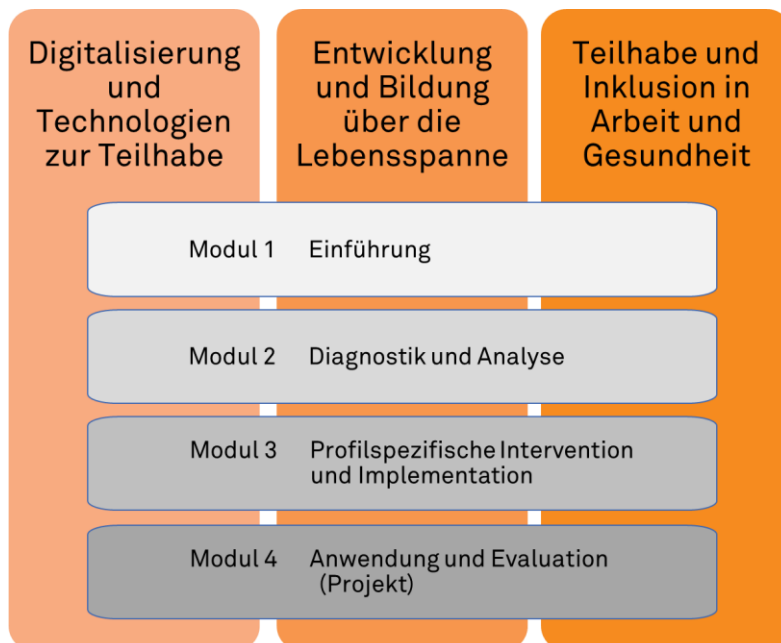 Digitalisierung
und
Technologien
zur Teilhabe
Entwicklung
und Bildung
über die
Lebensspanne
Teilhabe und
Inklusion in
Arbeit und
Gesundheit
Modul 1 Einführung
Modul 2 Diagnostik und Analyse
Modul 3 Profilspezifische Intervention
und Implementation
Modul 4 Anwendung und Evaluation
(Projekt)